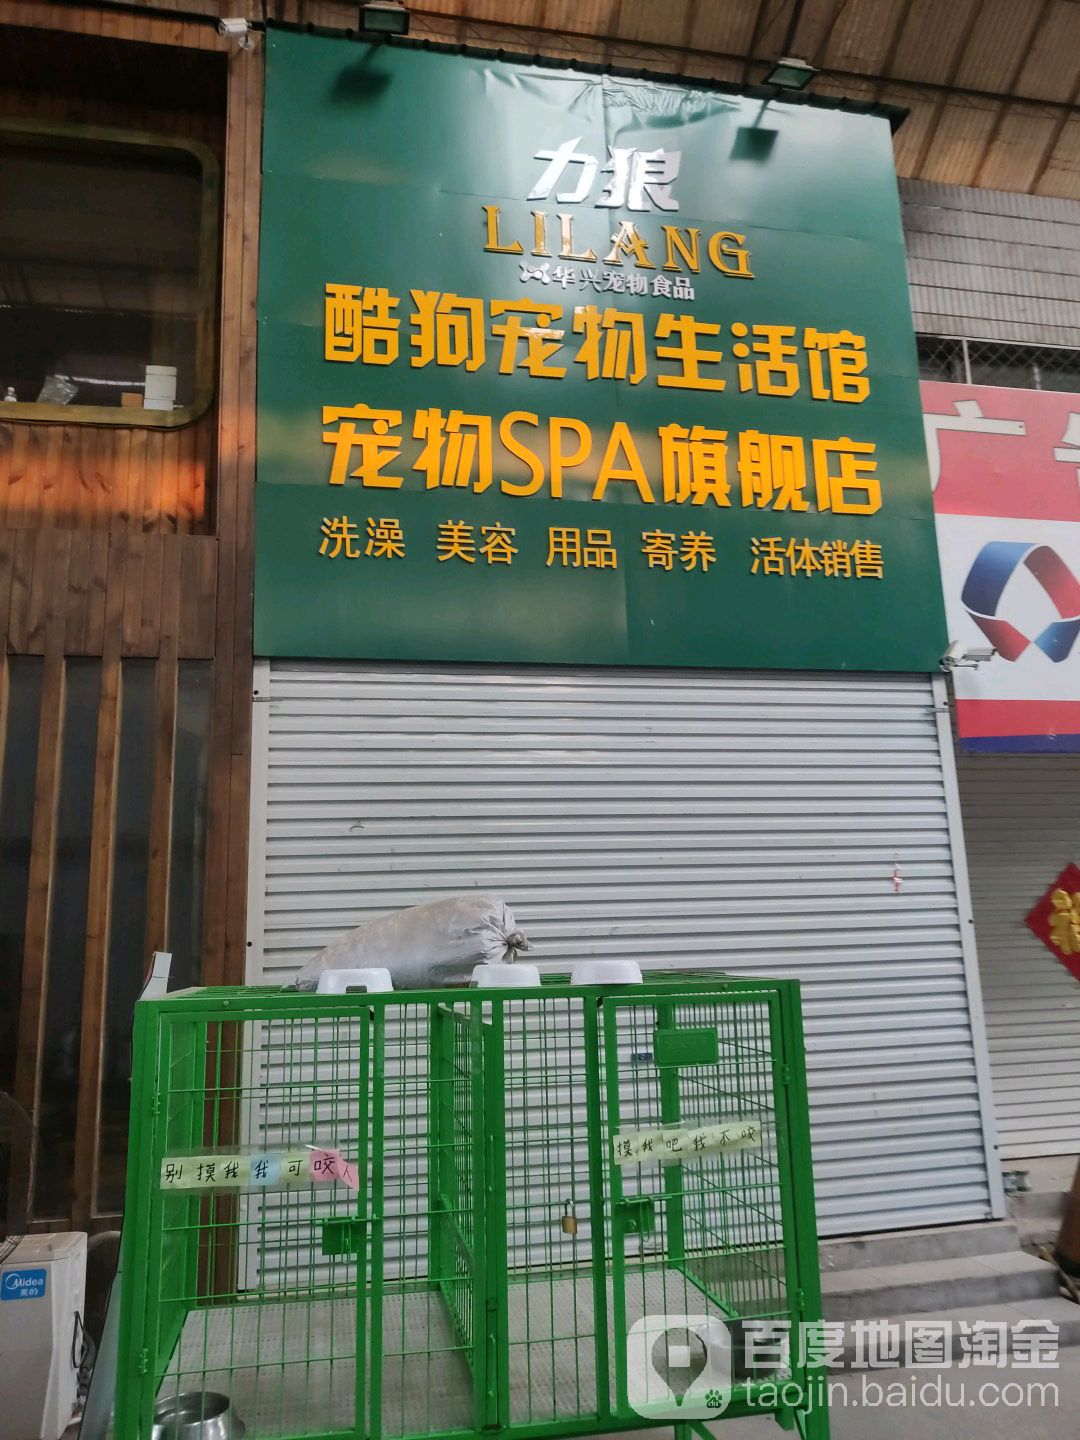 力狼
LILANG
华兴宠物食品
酷狗宠物生活馆
宠物SPA旗舰店
洗澡 美容 用品 寄养 活体销售
广
别摸我我可咬人
摸我吧我不咬
Midea
美的
百度地图淘金
taojin.baidu.com